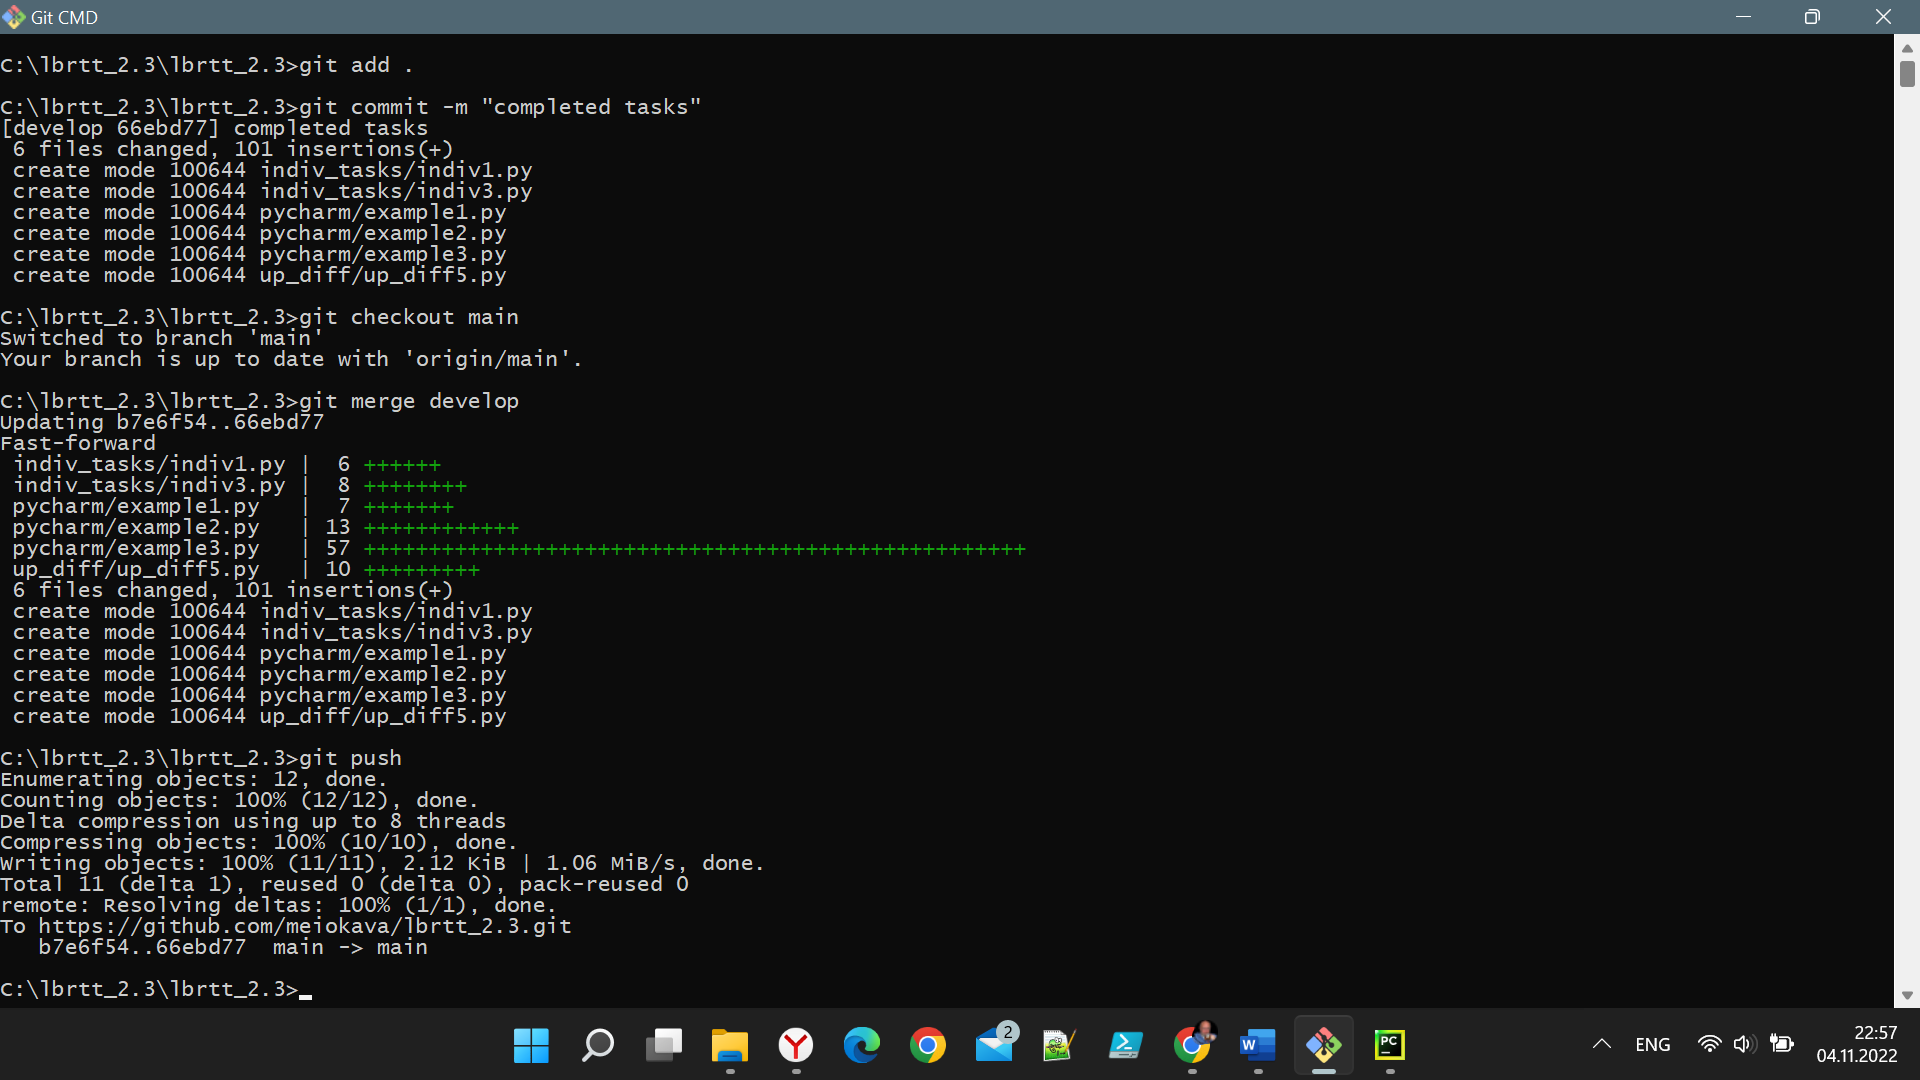 Git CMD
C:\lbrtt_2.3\lbrtt_2.3>git add .
C:\lbrtt_2.3\lbrtt_2.3>git commit -m "completed tasks"
[develop 66ebd77] completed tasks
 6 files changed, 101 insertions(+)
 create mode 100644 indiv_tasks/indiv1.py
 create mode 100644 indiv_tasks/indiv3.py
 create mode 100644 pycharm/example1.py
 create mode 100644 pycharm/example2.py
 create mode 100644 pycharm/example3.py
 create mode 100644 up_diff/up_diff5.py
C:\lbrtt_2.3\lbrtt_2.3>git checkout main
Switched to branch 'main'
Your branch is up to date with 'origin/main'.
C:\lbrtt_2.3\lbrtt_2.3>git merge develop
Updating b7e6f54..66ebd77
Fast-forward
 indiv_tasks/indiv1.py |  6 ++++++
 indiv_tasks/indiv3.py |  8 ++++++++
 pycharm/example1.py   |  7 +++++++
 pycharm/example2.py   | 13 ++++++++++++
 pycharm/example3.py   | 57 +++++++++++++++++++++++++++++++++++++++++++++++++++
 up_diff/up_diff5.py   | 10 +++++++++
 6 files changed, 101 insertions(+)
 create mode 100644 indiv_tasks/indiv1.py
 create mode 100644 indiv_tasks/indiv3.py
 create mode 100644 pycharm/example1.py
 create mode 100644 pycharm/example2.py
 create mode 100644 pycharm/example3.py
 create mode 100644 up_diff/up_diff5.py
C:\lbrtt_2.3\lbrtt_2.3>git push
Enumerating objects: 12, done.
Counting objects: 100% (12/12), done.
Delta compression using up to 8 threads
Compressing objects: 100% (10/10), done.
Writing objects: 100% (11/11), 2.12 KiB | 1.06 MiB/s, done.
Total 11 (delta 1), reused 0 (delta 0), pack-reused 0
remote: Resolving deltas: 100% (1/1), done.
To https://github.com/meiokava/lbrtt_2.3.git
   b7e6f54..66ebd77  main -> main
C:\lbrtt_2.3\lbrtt_2.3>
2
W
PC
ENG
22:57
04.11.2022